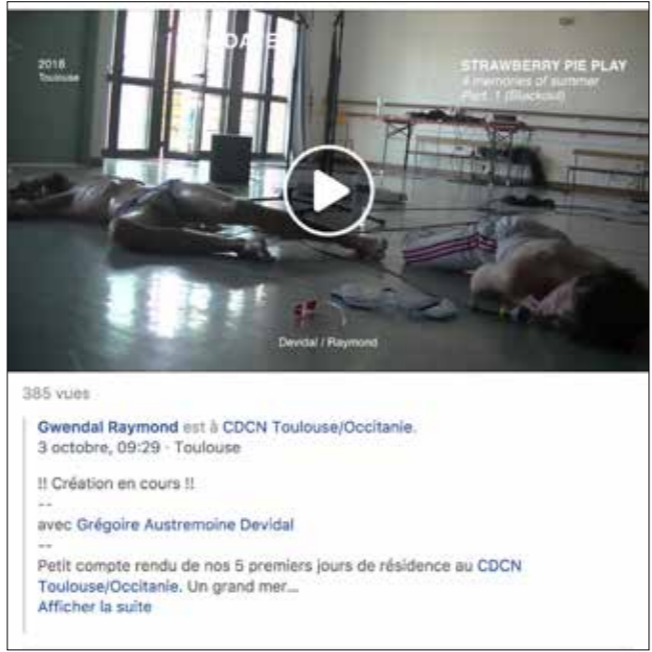 2018
Toulouse
STRAWBERRY PIE PLAY
4 memories of summer
Part. 1 (Blackout)
Devidal / Raymond
385 vues
Gwendal Raymond est à CDCN Toulouse/Occitanie.
3 octobre, 09:29 · Toulouse
!! Création en cours !!
--
avec Grégoire Austremoine Devidal
--
Petit compte rendu de nos 5 premiers jours de résidence au CDCN
Toulouse/Occitanie. Un grand mer...
Afficher la suite